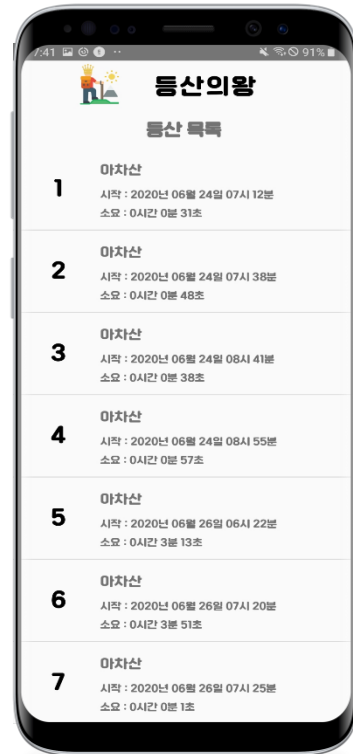 7:41 91%
등산의왕
등산 목록
1
아차산
시작 : 2020년 06월 24일 07시 12분
소요 : 0시간 0분 31초
2
아차산
시작 : 2020년 06월 24일 07시 38분
소요 : 0시간 0분 48초
3
아차산
시작 : 2020년 06월 24일 08시 41분
소요 : 0시간 0분 38초
4
아차산
시작 : 2020년 06월 24일 08시 55분
소요 : 0시간 0분 57초
5
아차산
시작 : 2020년 06월 26일 06시 22분
소요 : 0시간 3분 13초
6
아차산
시작 : 2020년 06월 26일 07시 20분
소요 : 0시간 3분 51초
7
아차산
시작 : 2020년 06월 26일 07시 25분
소요 : 0시간 0분 1초